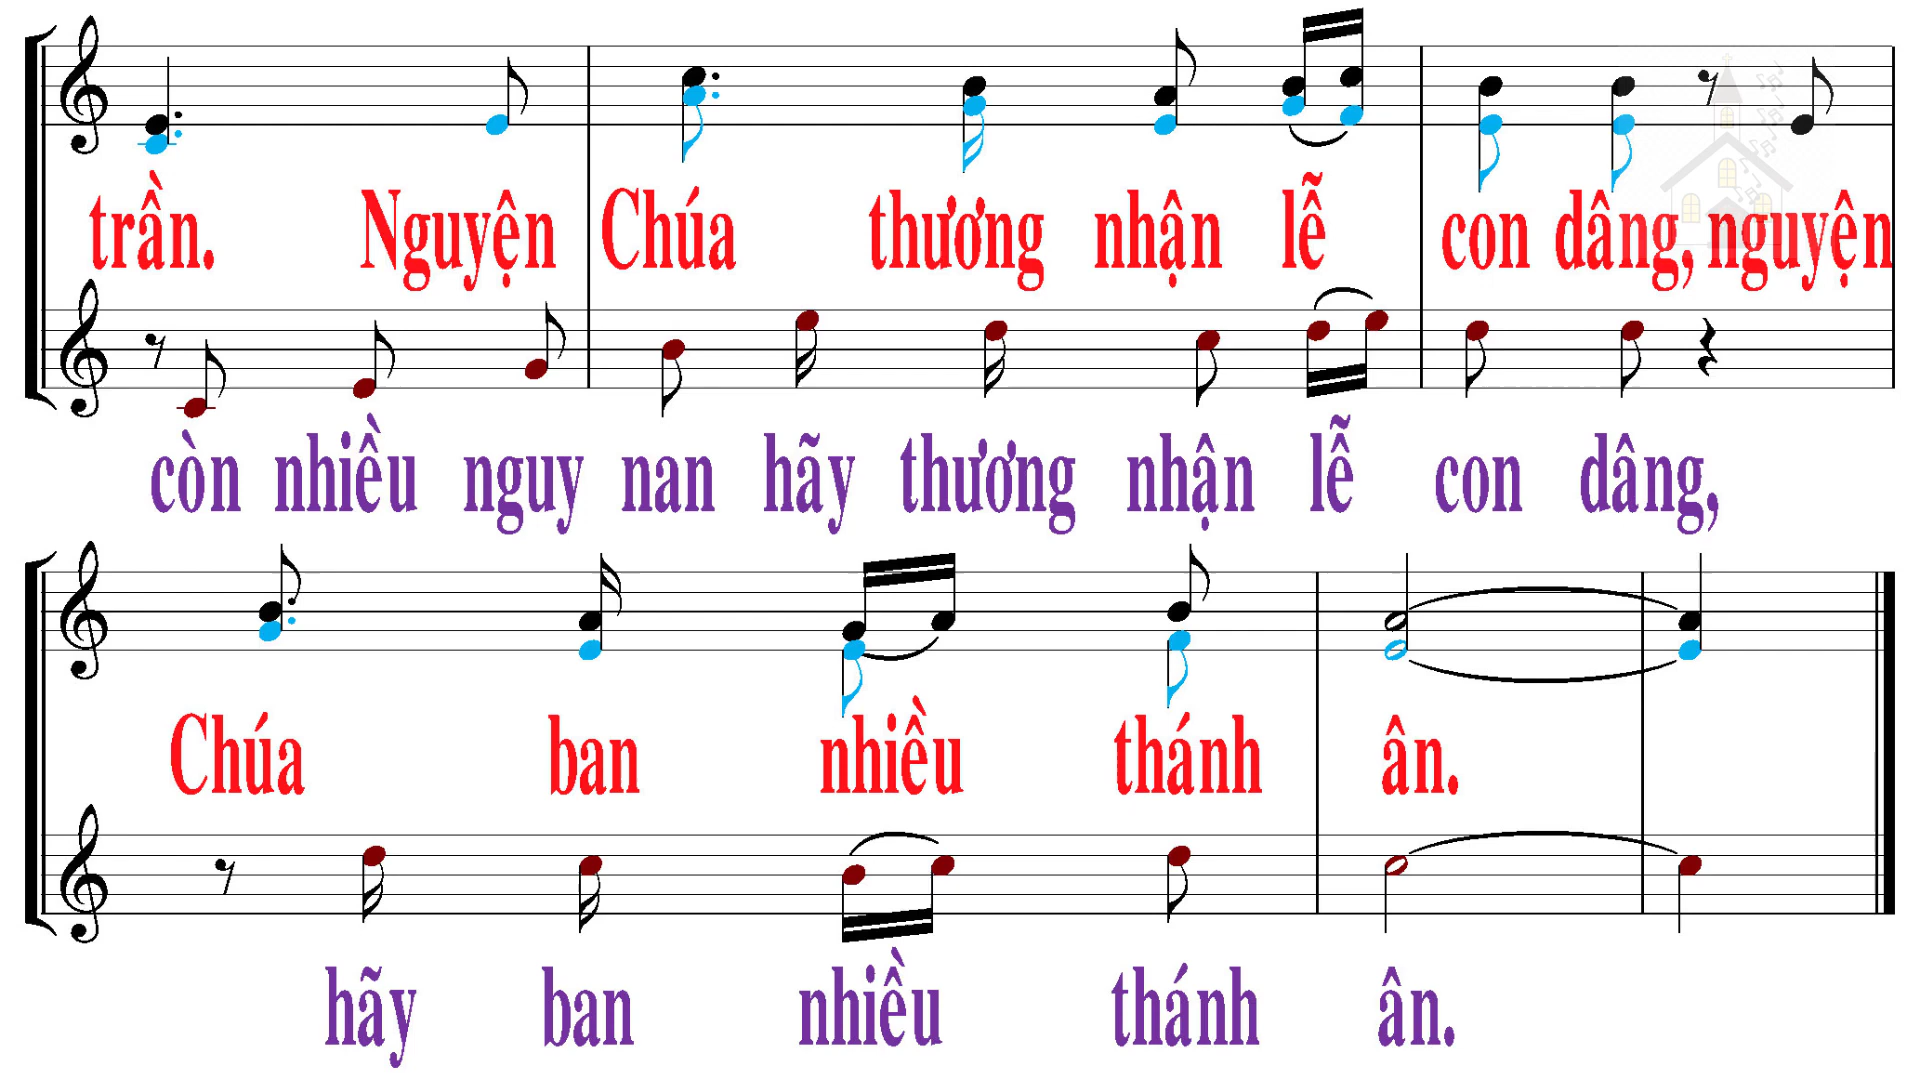 trần. Nguyện Chúa thương nhận lễ con dâng, nguyện
còn nhiều nguy nan hãy thương nhận lễ con dâng,
Chúa ban nhiều thánh ân.
hãy ban nhiều thánh ân.